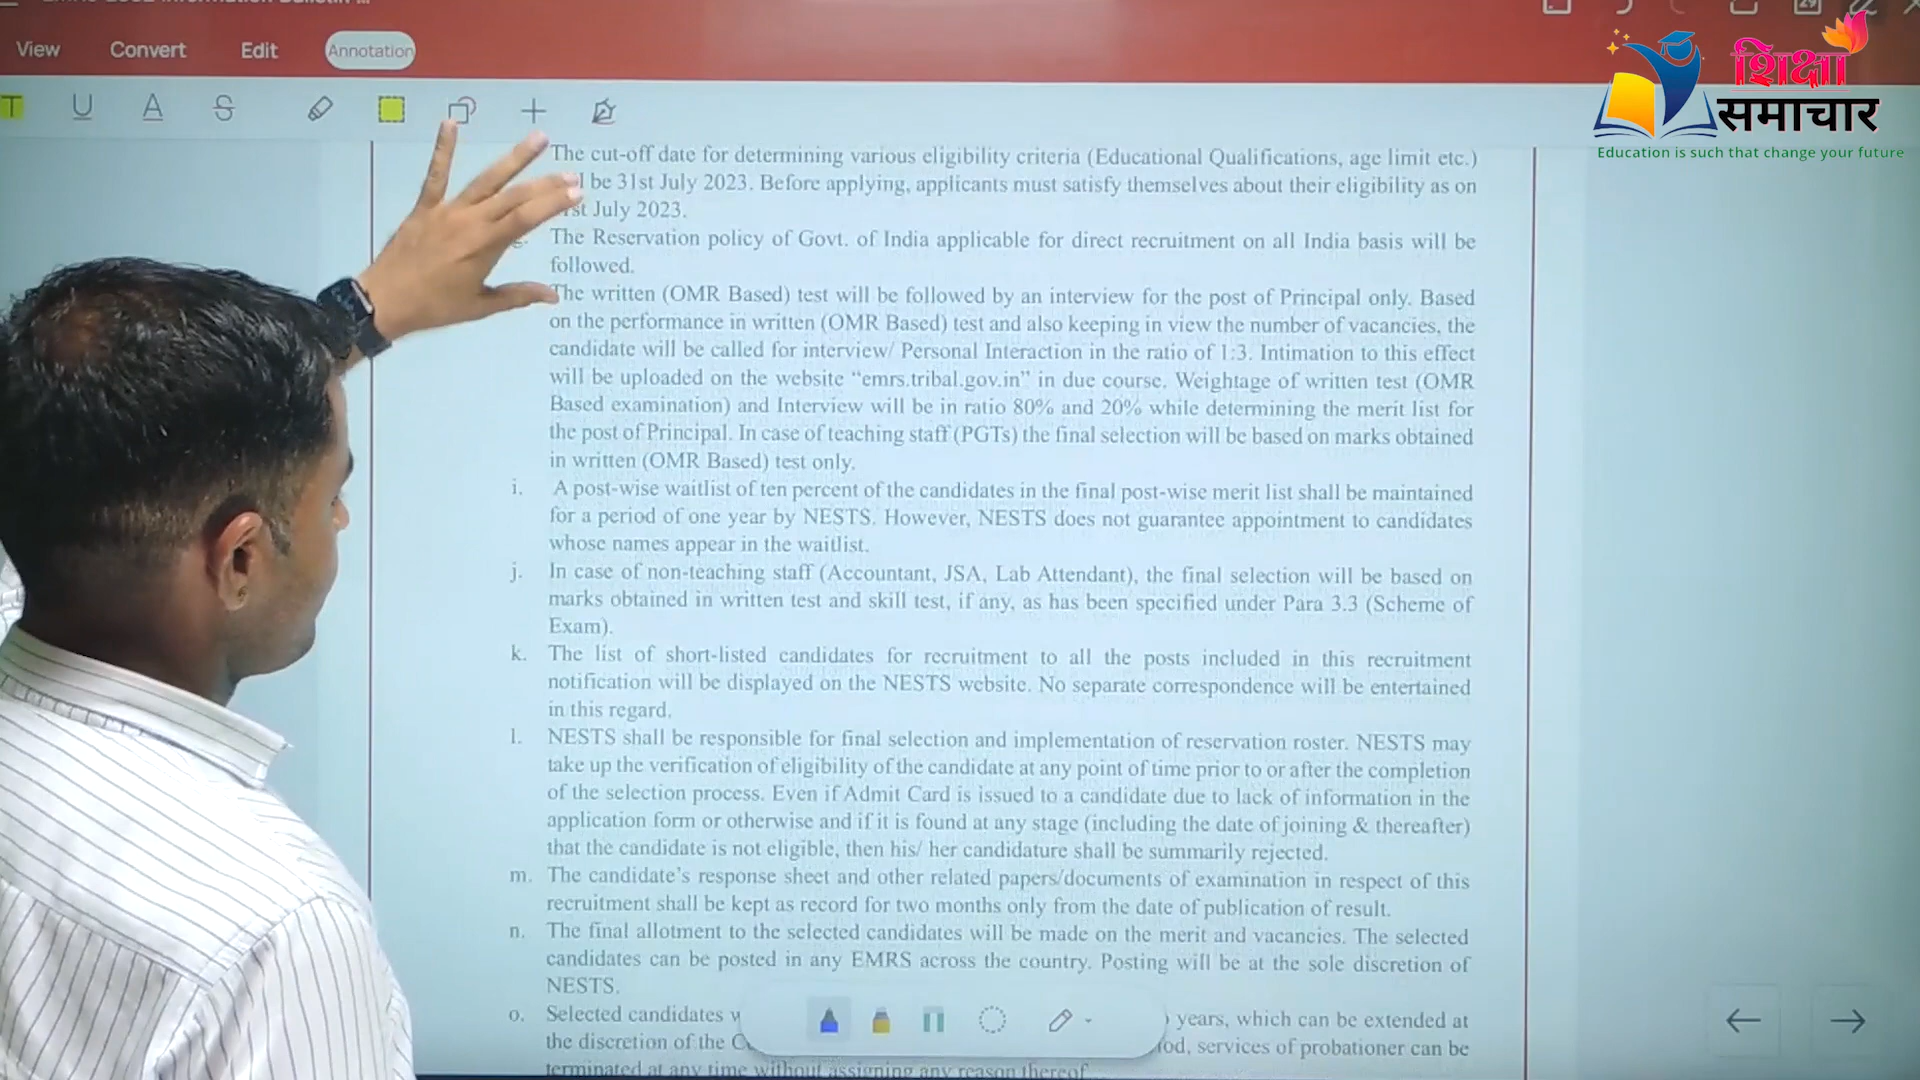 View Convert Edit Annotation
T U A S
शिक्षा
समाचार
Education is such that change your future
The cut-off date for determining various eligibility criteria (Educational Qualifications, age limit etc.)
be 31st July 2023. Before applying, applicants must satisfy themselves about their eligibility as on
July 2023.
The Reservation policy of Govt. of India applicable for direct recruitment on all India basis will be
followed.
The written (OMR Based) test will be followed by an interview for the post of Principal only. Based
on the performance in written (OMR Based) test and also keeping in view the number of vacancies, the
candidate will be called for interview/ Personal Interaction in the ratio of 1:3. Intimation to this effect
will be uploaded on the website “emrs.tribal.gov.in” in due course. Weightage of written test (OMR
Based examination) and Interview will be in ratio 80% and 20% while determining the merit list for
the post of Principal. In case of teaching staff (PGTs) the final selection will be based on marks obtained
in written (OMR Based) test only.
i. A post-wise waitlist of ten percent of the candidates in the final post-wise merit list shall be maintained
for a period of one year by NESTS. However, NESTS does not guarantee appointment to candidates
whose names appear in the waitlist.
j. In case of non-teaching staff (Accountant, JSA, Lab Attendant), the final selection will be based on
marks obtained in written test and skill test, if any, as has been specified under Para 3.3 (Scheme of
Exam).
k. The list of short-listed candidates for recruitment to all the posts included in this recruitment
notification will be displayed on the NESTS website. No separate correspondence will be entertained
in this regard.
l. NESTS shall be responsible for final selection and implementation of reservation roster. NESTS may
take up the verification of eligibility of the candidate at any point of time prior to or after the completion
of the selection process. Even if Admit Card is issued to a candidate due to lack of information in the
application form or otherwise and if it is found at any stage (including the date of joining & thereafter)
that the candidate is not eligible, then his/ her candidature shall be summarily rejected.
m. The candidate’s response sheet and other related papers/documents of examination in respect of this
recruitment shall be kept as record for two months only from the date of publication of result.
n. The final allotment to the selected candidates will be made on the merit and vacancies. The selected
candidates can be posted in any EMRS across the country. Posting will be at the sole discretion of
NESTS.
o. Selected candidates years, which can be extended at
the discretion of the services of probationer can be
terminated at any time without assigning any reason thereof.